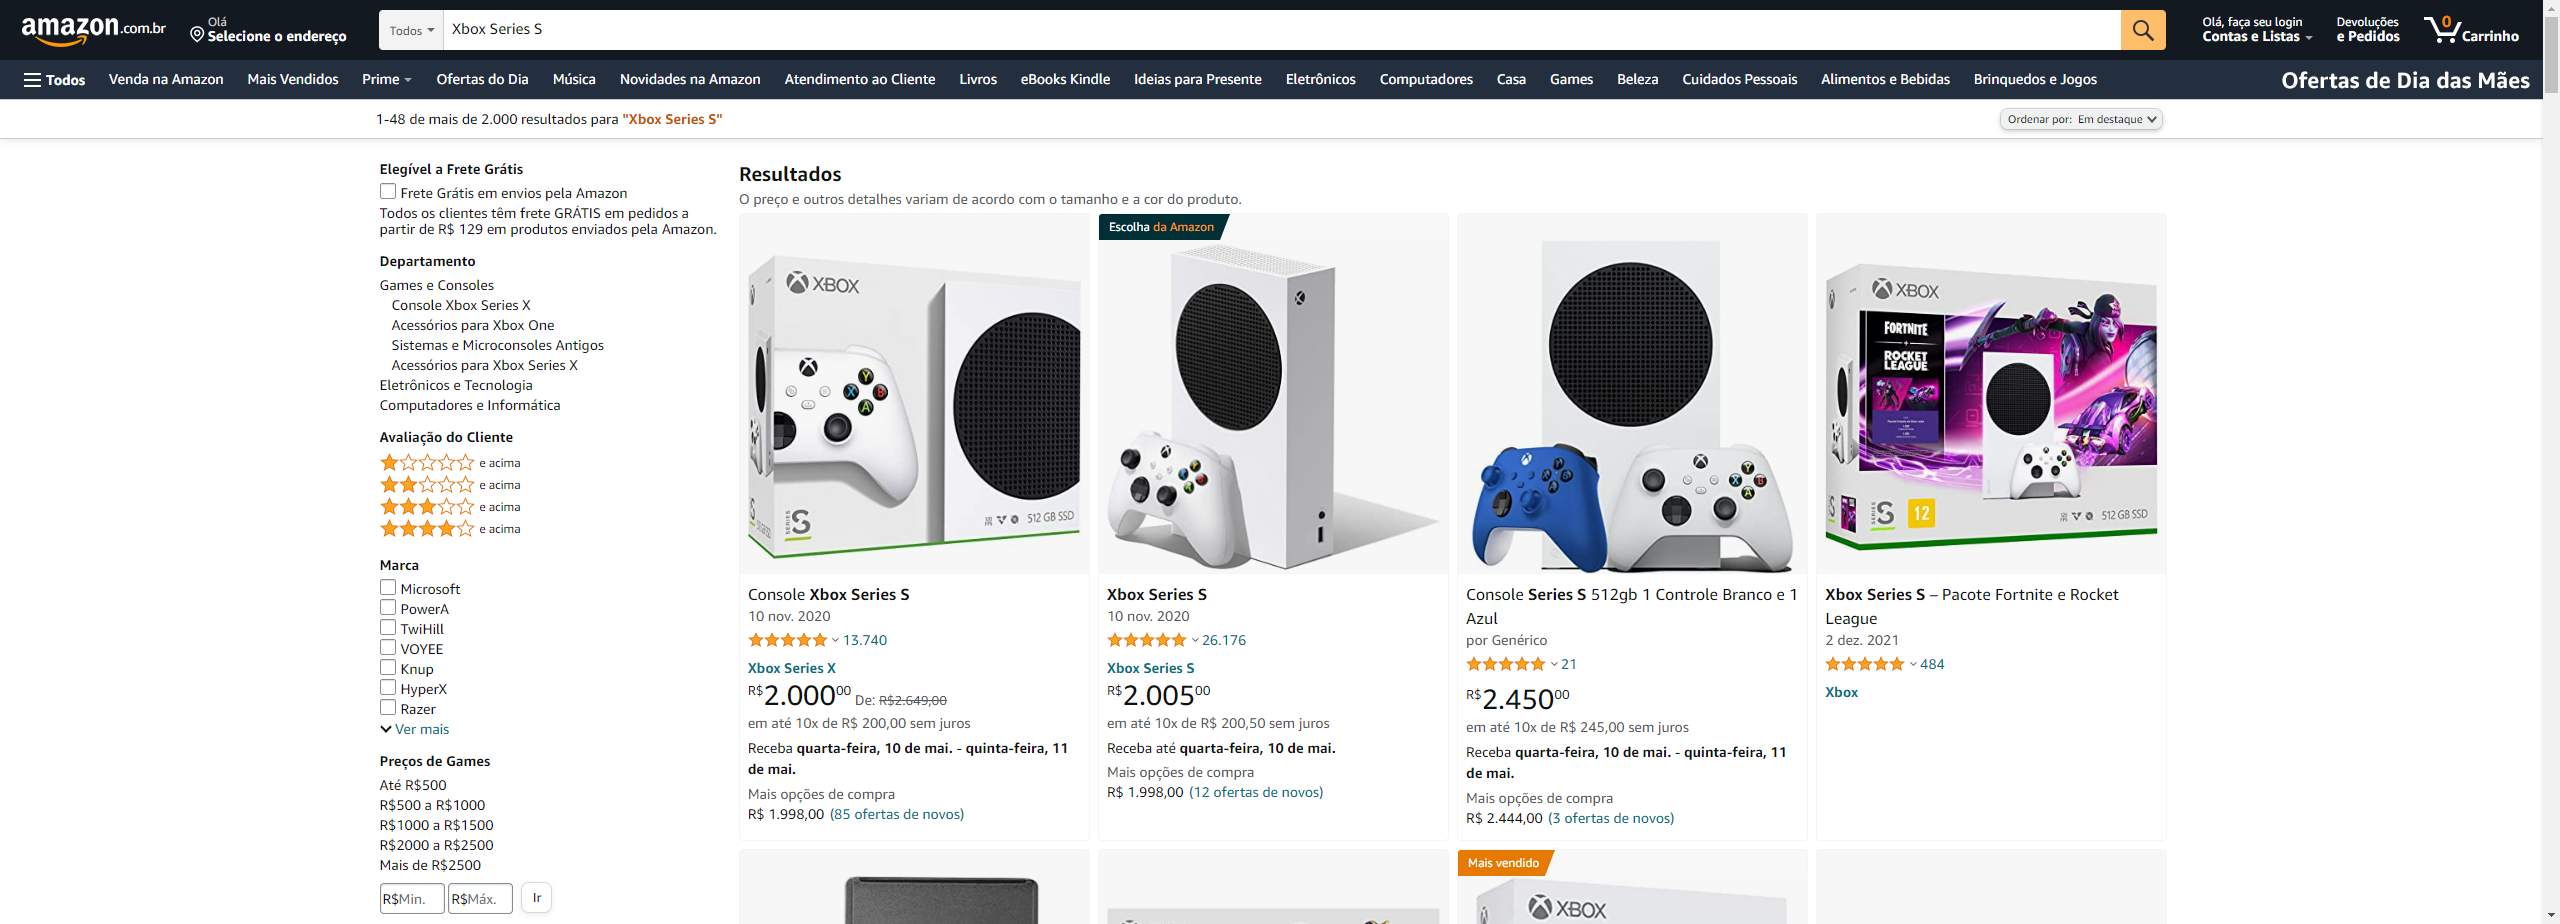 amazon.com.br
Olá
Selecione o endereço
Todos
Xbox Series S
Olá, faça seu login
Contas e Listas
Devoluções
e Pedidos
0
Carrinho
Todos
Venda na Amazon
Mais Vendidos
Prime
Ofertas do Dia
Música
Novidades na Amazon
Atendimento ao Cliente
Livros
eBooks Kindle
Ideias para Presente
Eletrônicos
Computadores
Casa
Games
Beleza
Cuidados Pessoais
Alimentos e Bebidas
Brinquedos e Jogos
Ofertas de Dia das Mães
1-48 de mais de 2.000 resultados para "Xbox Series S"
Ordenar por: Em destaque
Elegível a Frete Grátis
Frete Grátis em envios pela Amazon
Todos os clientes têm frete GRÁTIS em pedidos a
partir de R$ 129 em produtos enviados pela Amazon.
Departamento
Games e Consoles
Console Xbox Series X
Acessórios para Xbox One
Sistemas e Microconsoles Antigos
Acessórios para Xbox Series X
Eletrônicos e Tecnologia
Computadores e Informática
Avaliação do Cliente
e acima
e acima
e acima
e acima
Marca
Microsoft
PowerA
TwiHill
VOYEE
Knup
HyperX
Razer
Ver mais
Preços de Games
Até R$500
R$500 a R$1000
R$1000 a R$1500
R$2000 a R$2500
Mais de R$2500
R$Min.
R$Máx.
Ir
Resultados
O preço e outros detalhes variam de acordo com o tamanho e a cor do produto.
XBOX
Y
X
B
A
SERIES
S
512 GB SSD
Console Xbox Series S
10 nov. 2020
13.740
Xbox Series X
R$2.00000 De: R$2.649,00
em até 10x de R$ 200,00 sem juros
Receba quarta-feira, 10 de mai. - quinta-feira, 11
de mai.
Mais opções de compra
R$ 1.998,00 (85 ofertas de novos)
Escolha da Amazon
Xbox Series S
10 nov. 2020
26.176
Xbox Series S
R$2.00500
em até 10x de R$ 200,50 sem juros
Receba até quarta-feira, 10 de mai.
Mais opções de compra
R$ 1.998,00 (12 ofertas de novos)
Y
X
B
A
Console Series S 512gb 1 Controle Branco e 1
Azul
por Genérico
21
R$2.45000
em até 10x de R$ 245,00 sem juros
Receba quarta-feira, 10 de mai. - quinta-feira, 11
de mai.
Mais opções de compra
R$ 2.444,00 (3 ofertas de novos)
XBOX
FORTNITE
+
ROCKET
LEAGUE
SERIES
S
12
512 GB SSD
Xbox Series S – Pacote Fortnite e Rocket
League
2 dez. 2021
484
Xbox
Mais vendido
XBOX